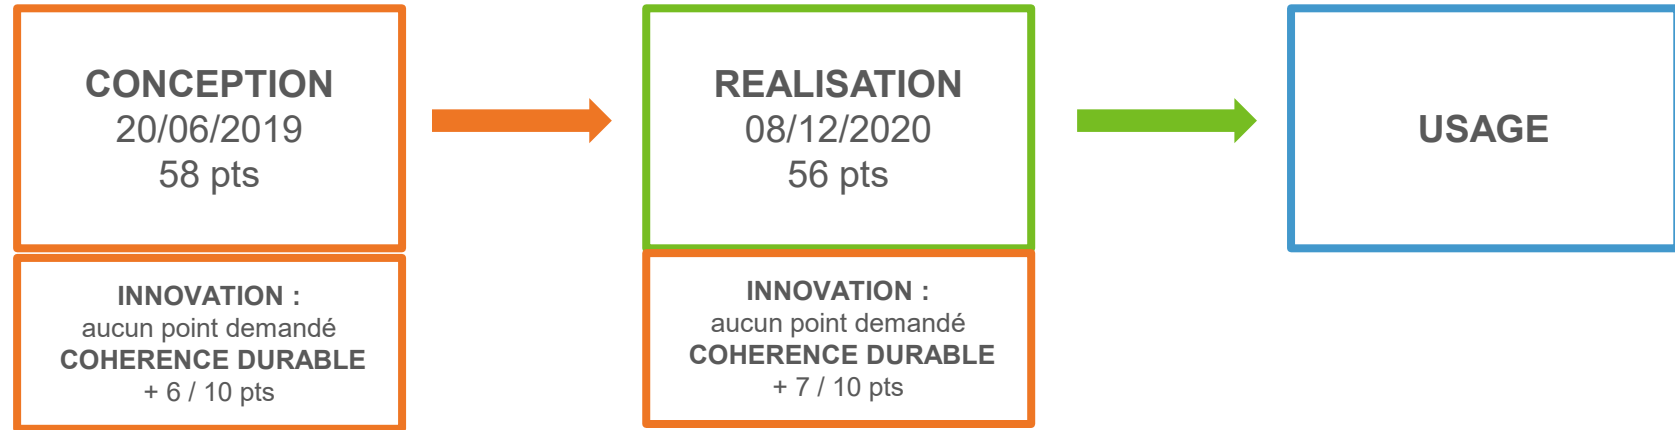 CONCEPTION
20/06/2019
58 pts
INNOVATION :
aucun point demandé
COHERENCE DURABLE
+ 6 / 10 pts
REALISATION
08/12/2020
56 pts
INNOVATION :
aucun point demandé
COHERENCE DURABLE
+ 7 / 10 pts
USAGE